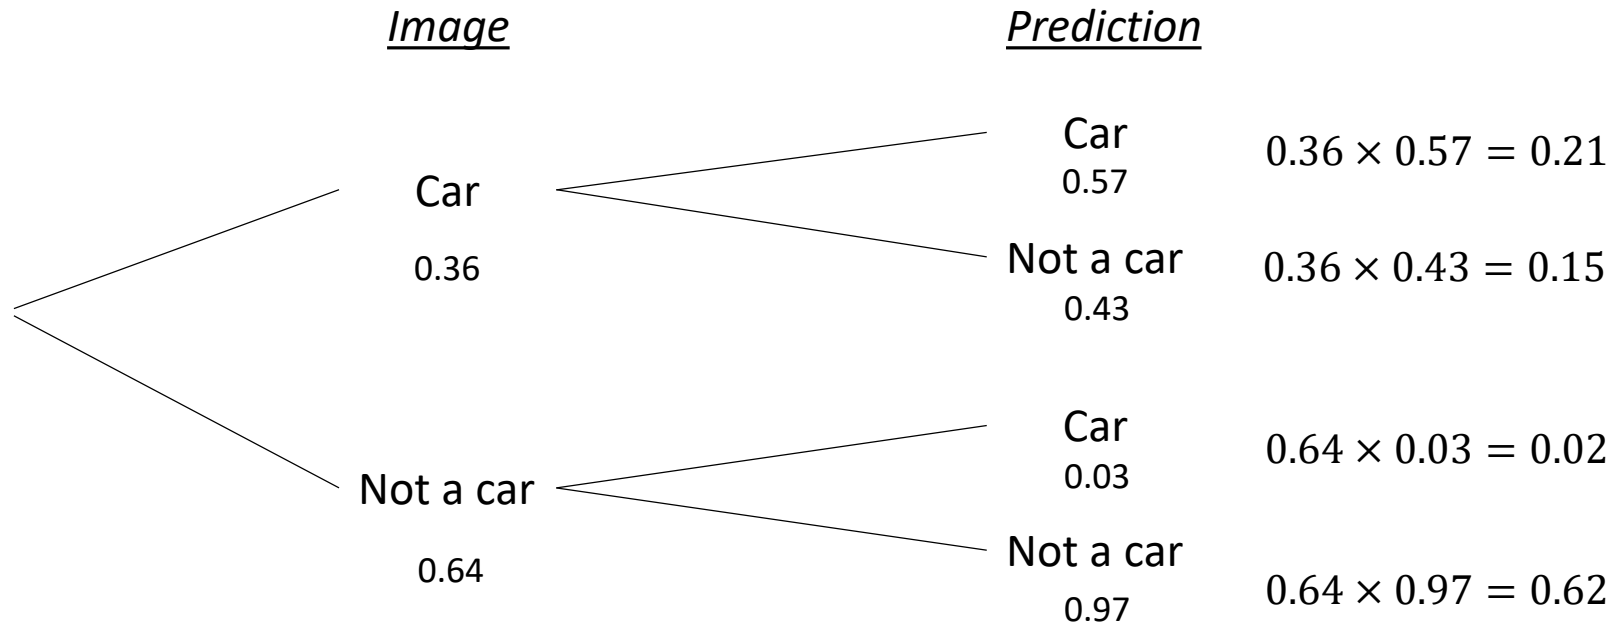 Image
Prediction
Car
0.57
0.36 × 0.57 = 0.21
Car
0.36
Not a car
0.43
0.36 × 0.43 = 0.15
Car
0.03
0.64 × 0.03 = 0.02
Not a car
0.64
Not a car
0.97
0.64 × 0.97 = 0.62